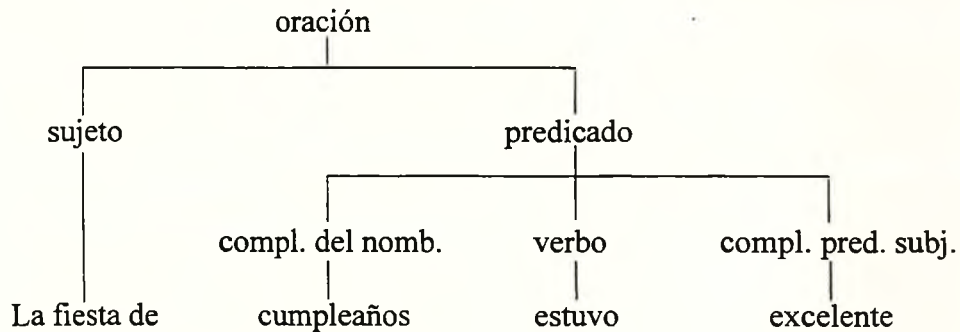 oración
sujeto predicado
compl. del nomb. verbo compl. pred. subj.
La fiesta de cumpleaños estuvo excelente